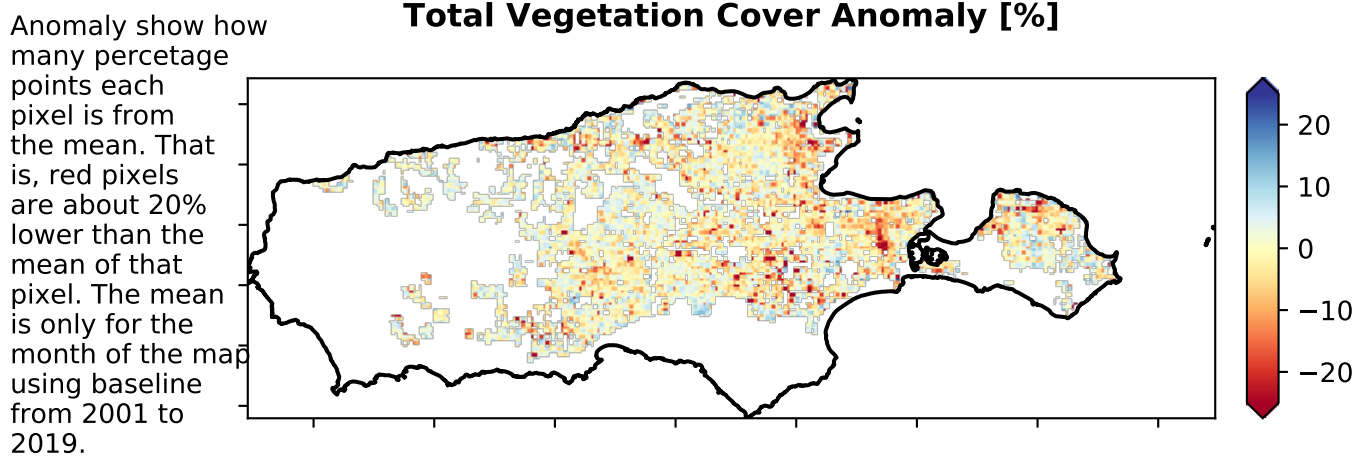 Total Vegetation Cover Anomaly [%]
Anomaly show how
many percetage
points each
pixel is from
the mean. That
is, red pixels
are about 20%
lower than the
mean of that
pixel. The mean
is only for the
month of the map
using baseline
from 2001 to
2019.
20
10
0
−10
−20